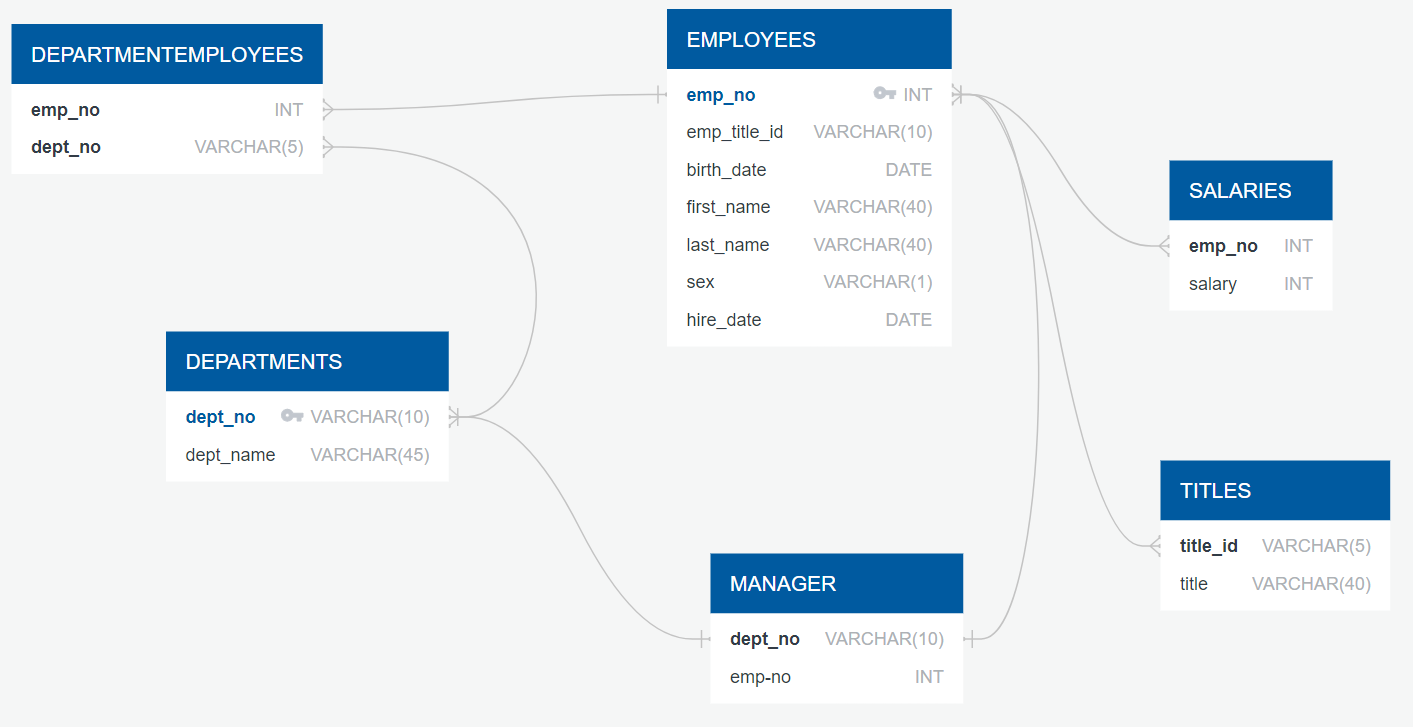 DEPARTMENTEMPLOYEES
emp_no INT
dept_no VARCHAR(5)
EMPLOYEES
emp_no INT
emp_title_id VARCHAR(10)
birth_date DATE
first_name VARCHAR(40)
last_name VARCHAR(40)
sex VARCHAR(1)
hire_date DATE
SALARIES
emp_no INT
salary INT
DEPARTMENTS
dept_no VARCHAR(10)
dept_name VARCHAR(45)
TITLES
title_id VARCHAR(5)
title VARCHAR(40)
MANAGER
dept_no VARCHAR(10)
emp-no INT